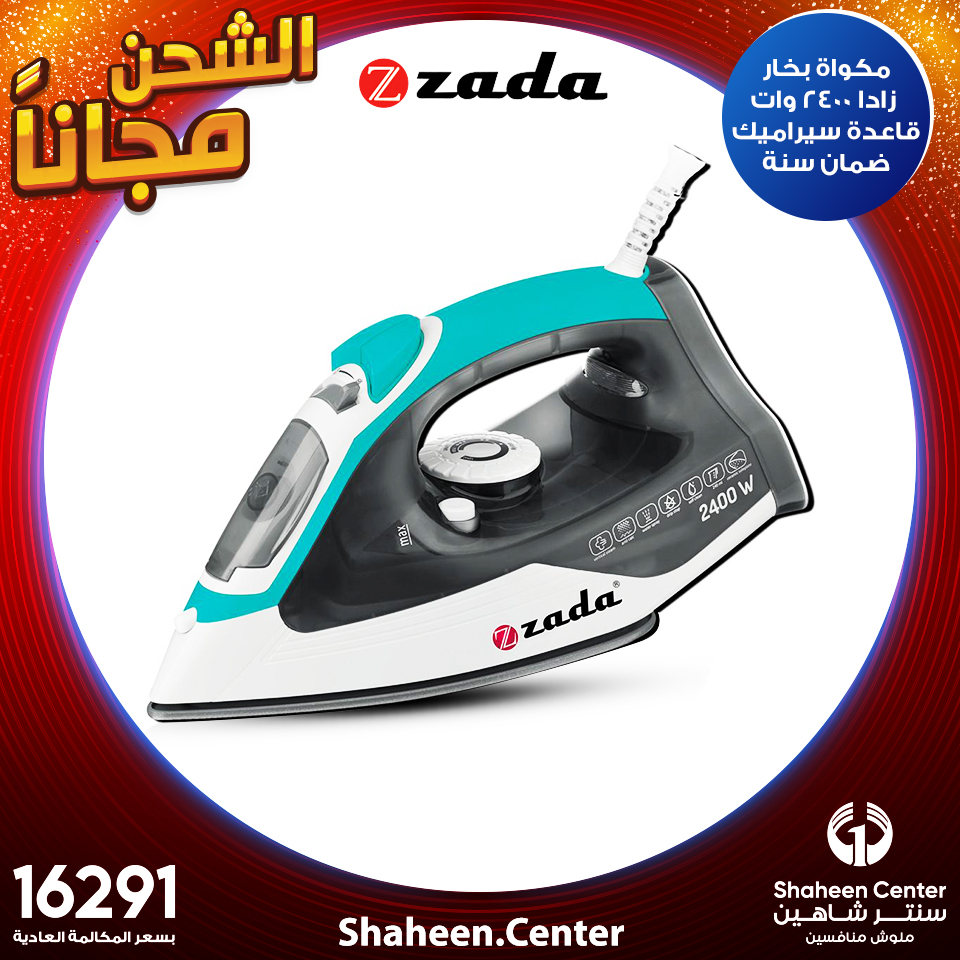 الشحن
مجاناً
zada
مكواة بخار
زادا ٢٤٠٠ وات
قاعدة سيراميك
ضمان سنة
max
2400 W
zada®
16291
بسعر المكالمة العادية
Shaheen.Center
Shaheen Center
سنتر شاهين
ملوش منافسين